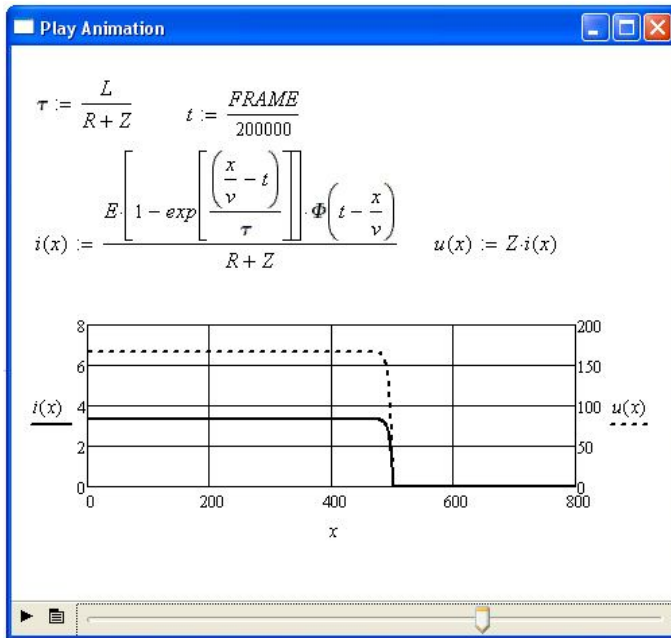 Play Animation
τ := L / (R + Z)   t := FRAME / 200000
i(x) := E·[1 − exp[(x/v − t) / τ]]·Φ(t − x/v) / (R + Z)   u(x) := Z·i(x)
8 200
6 150
i(x) 4 100 u(x)
2 50
0 0
0 200 400 600 800
x